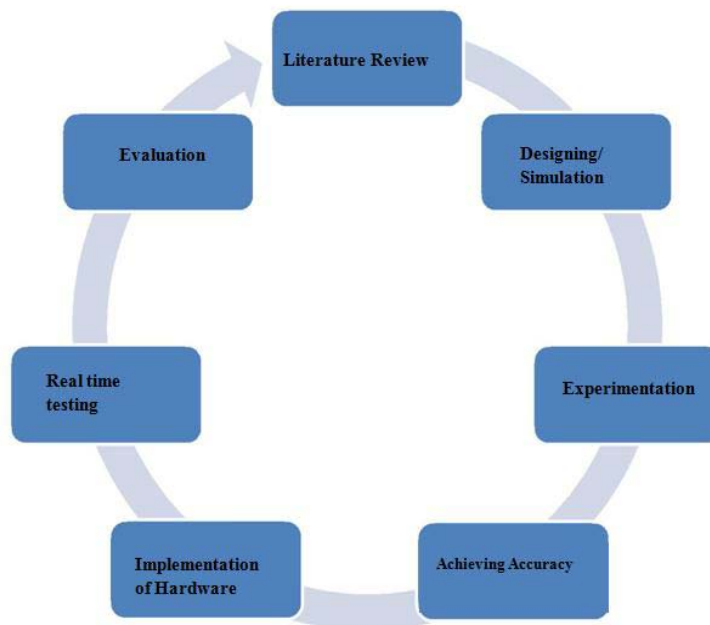 Literature Review
Designing/
Simulation
Experimentation
Achieving Accuracy
Implementation
of Hardware
Real time
testing
Evaluation